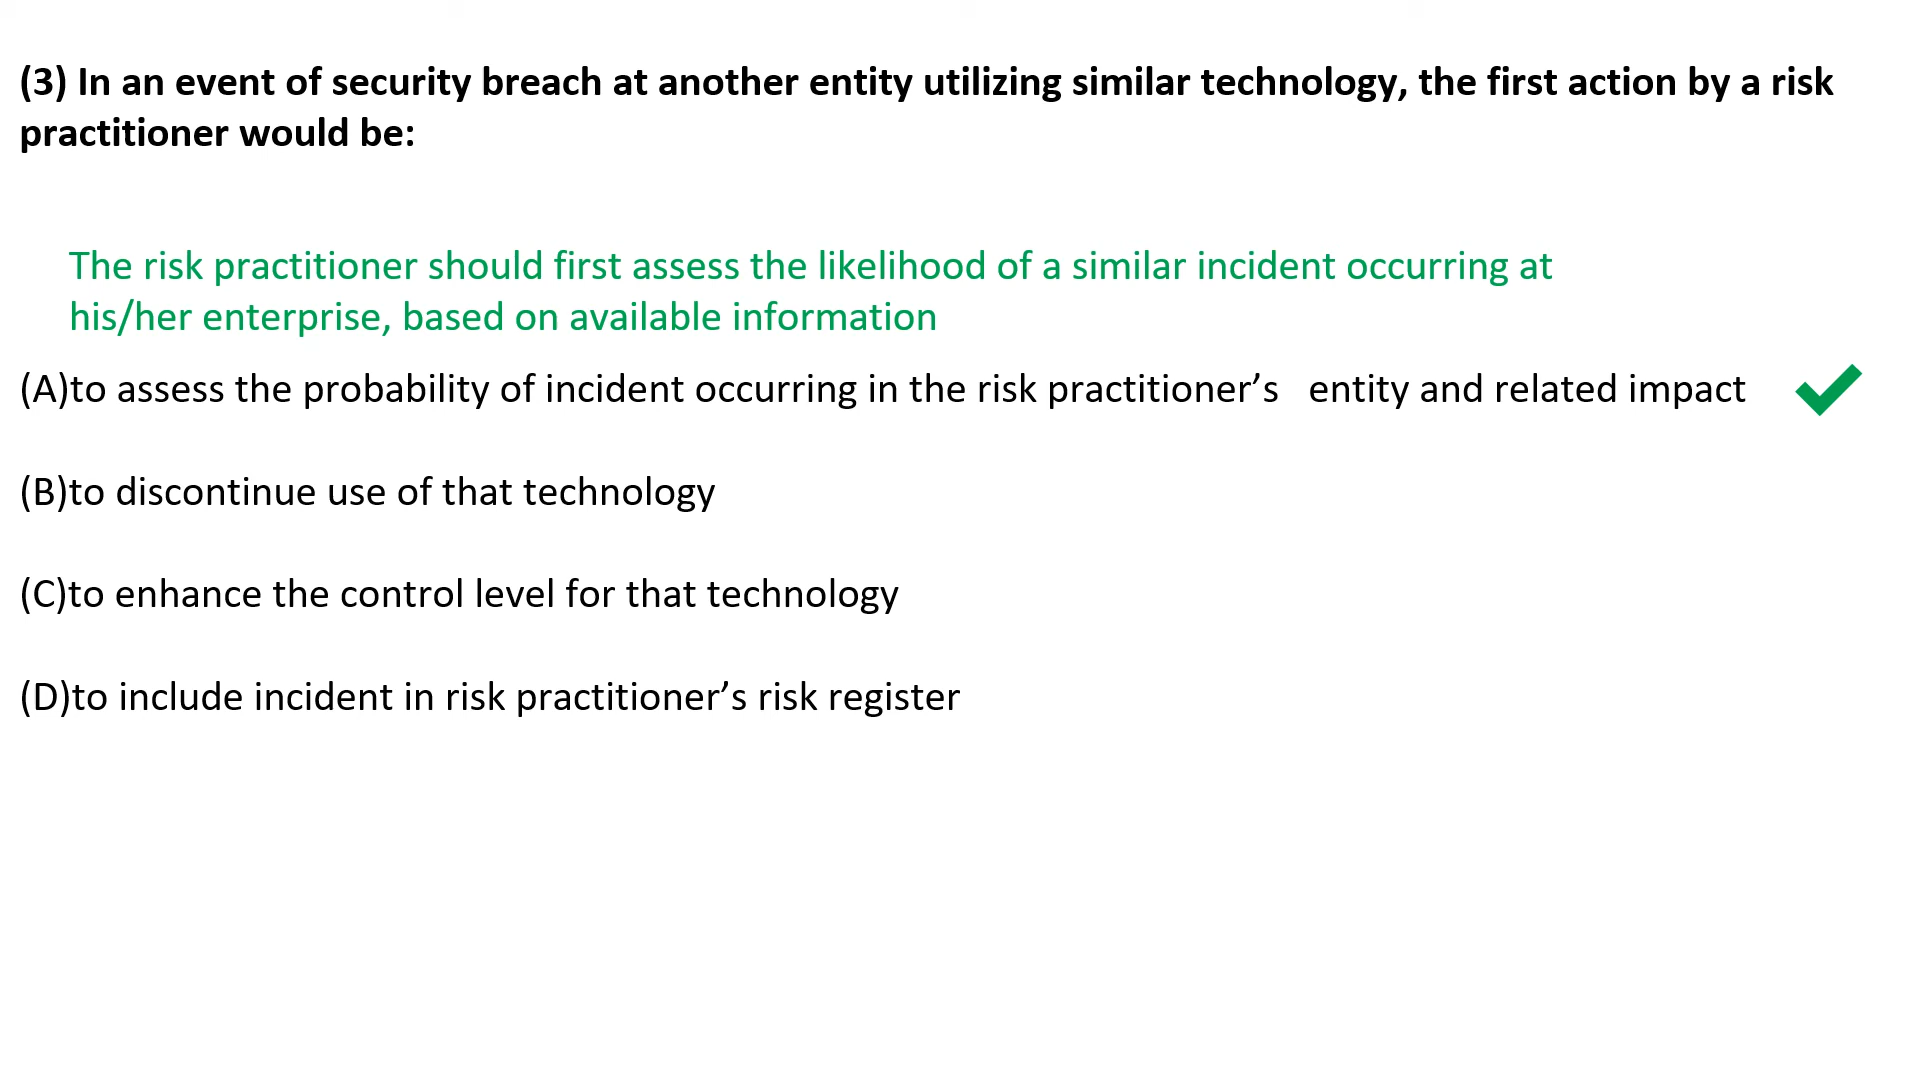 (3) In an event of security breach at another entity utilizing similar technology, the first action by a risk
practitioner would be:
The risk practitioner should first assess the likelihood of a similar incident occurring at
his/her enterprise, based on available information
(A)to assess the probability of incident occurring in the risk practitioner’s   entity and related impact
(B)to discontinue use of that technology
(C)to enhance the control level for that technology
(D)to include incident in risk practitioner’s risk register